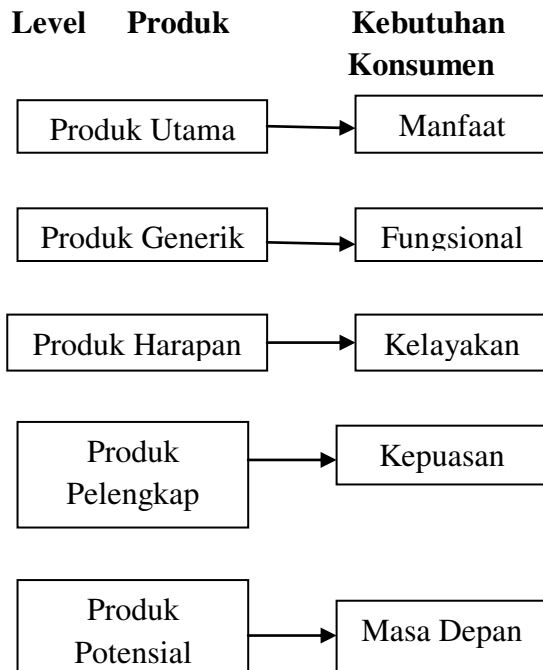 Level Produk Kebutuhan
Konsumen
Produk Utama Manfaat
Produk Generik Fungsional
Produk Harapan Kelayakan
Produk
Pelengkap
Kepuasan
Produk
Potensial
Masa Depan